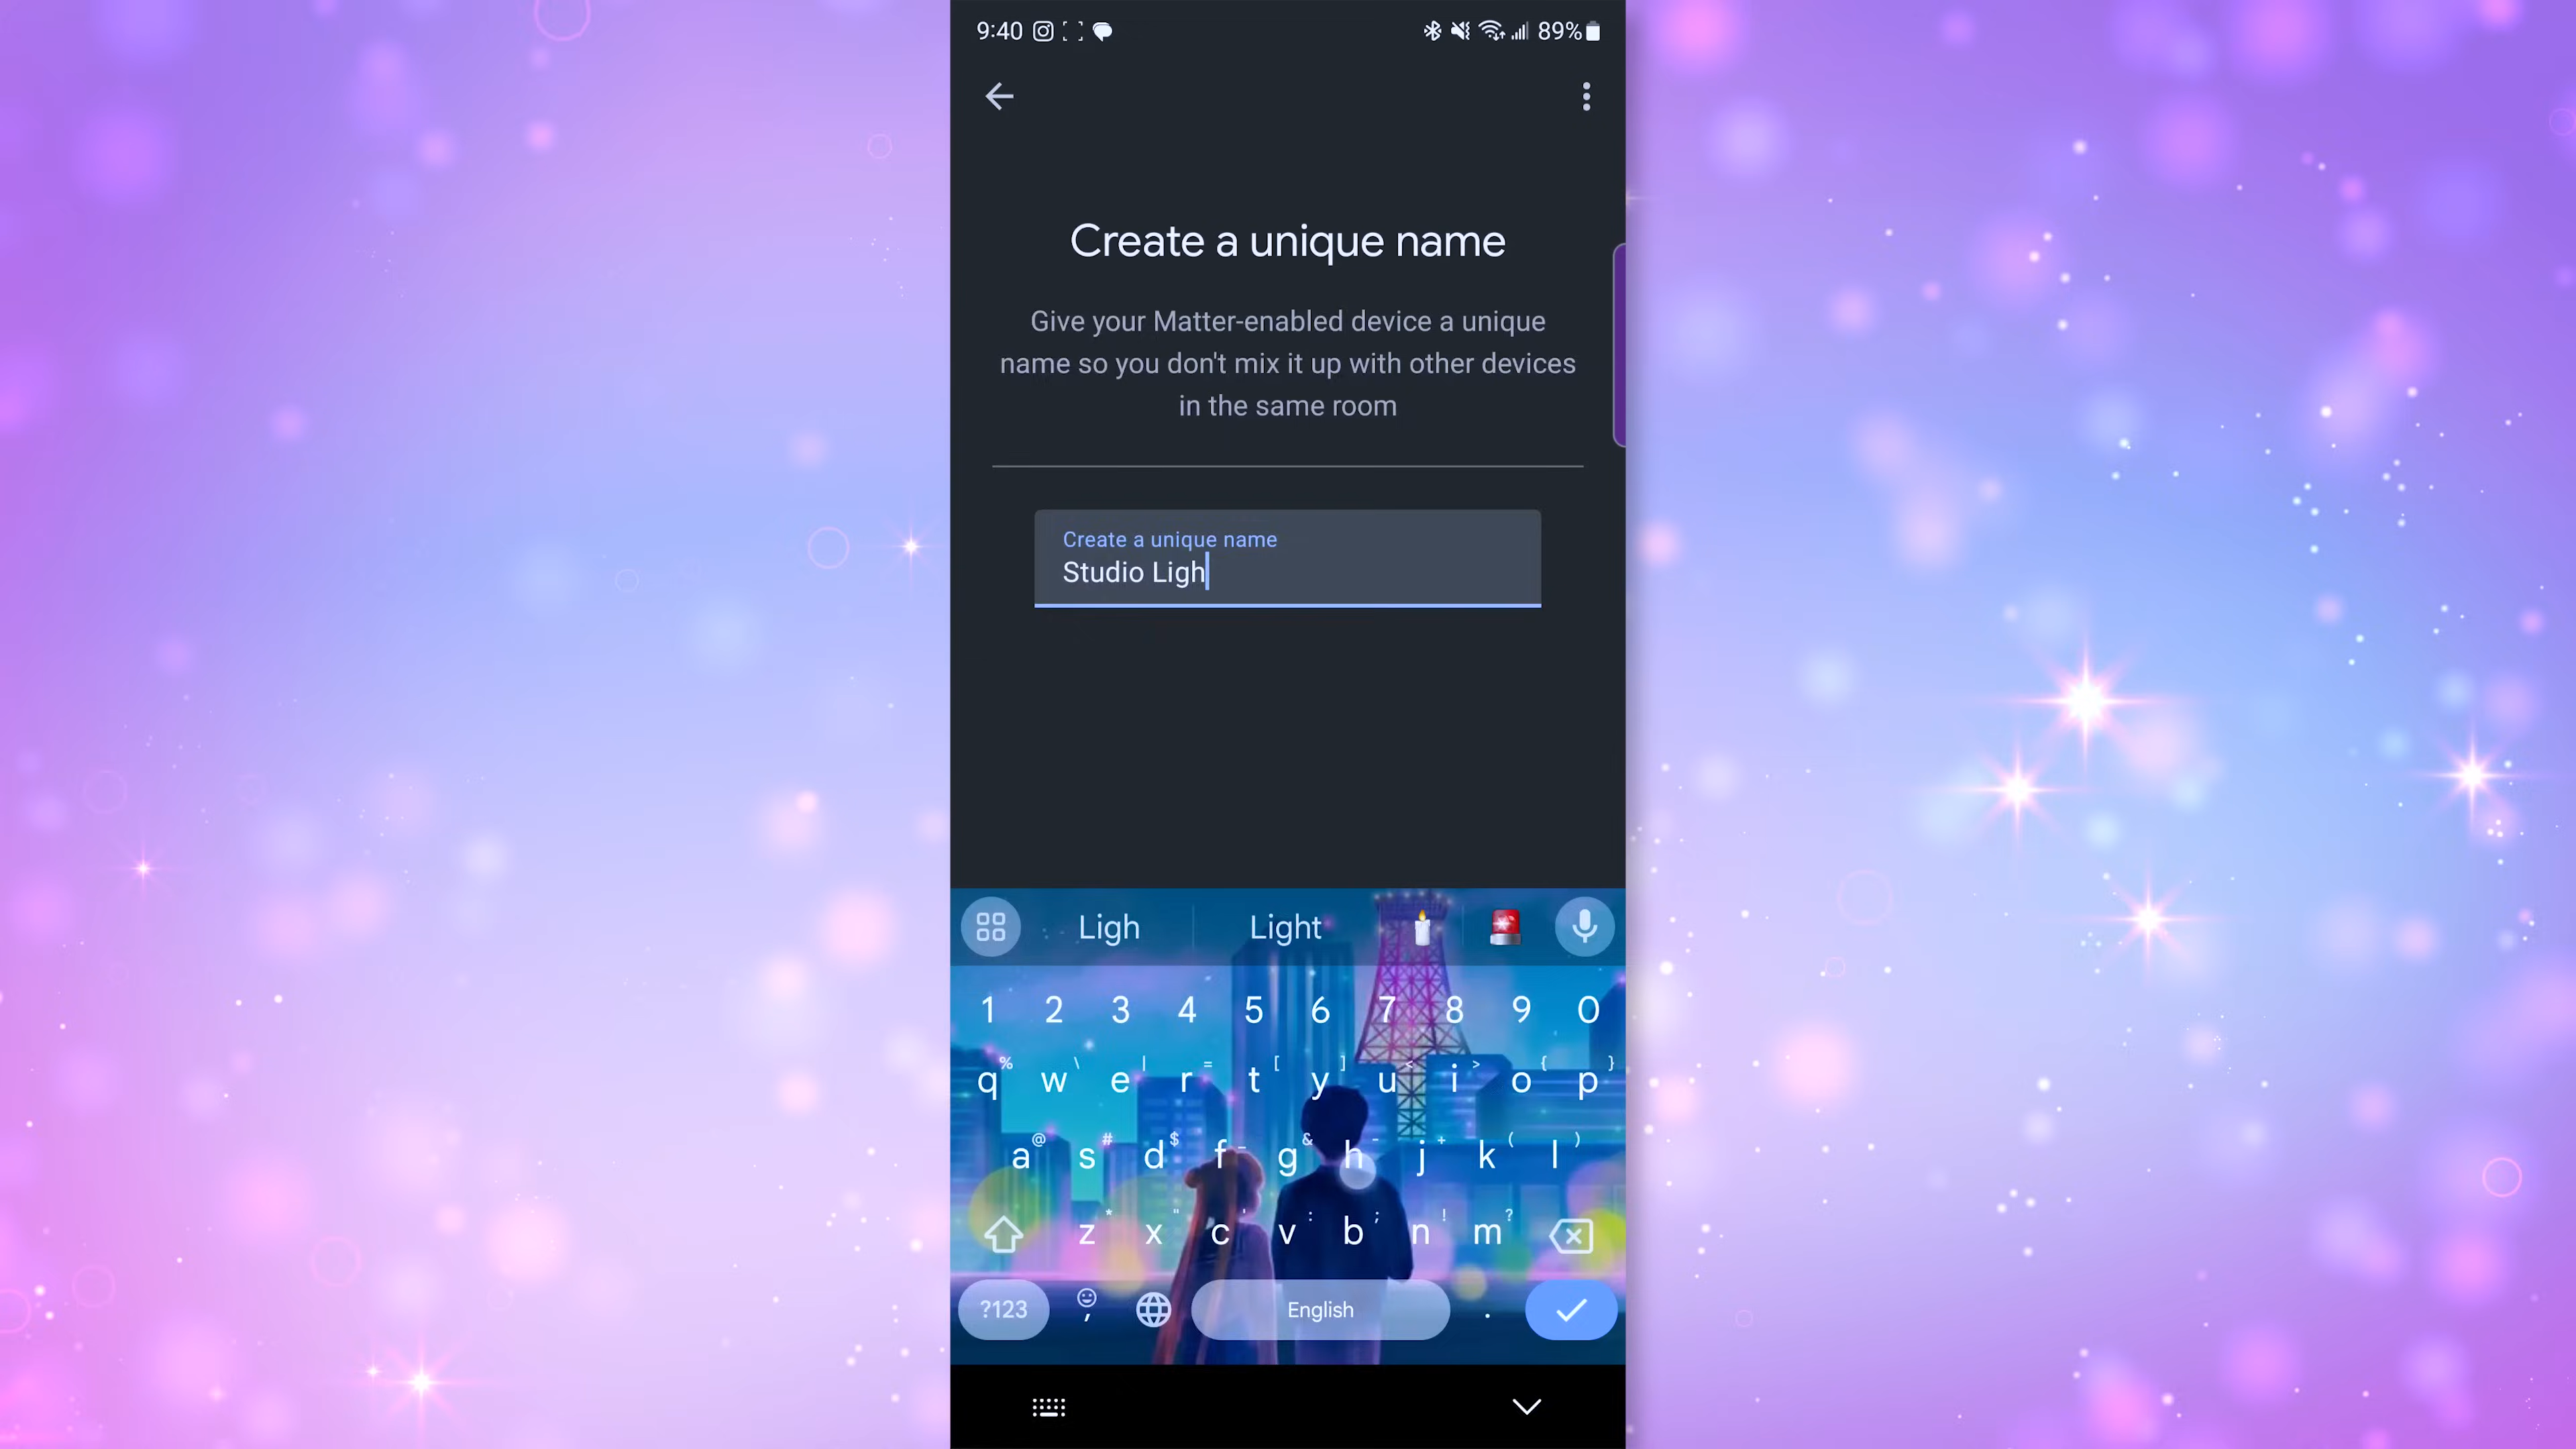 9:40 89%
Create a unique name
Give your Matter-enabled device a unique
name so you don't mix it up with other devices
in the same room
Create a unique name
Studio Ligh
Ligh Light
1 2 3 4 5 6 7 8 9 0
q % w \ e | r = t [ y ] u < i > o { p }
a @ s # d $ f _ g & h - j + k ( l )
z * x " c ' v : b ; n ! m ?
?123 , English .